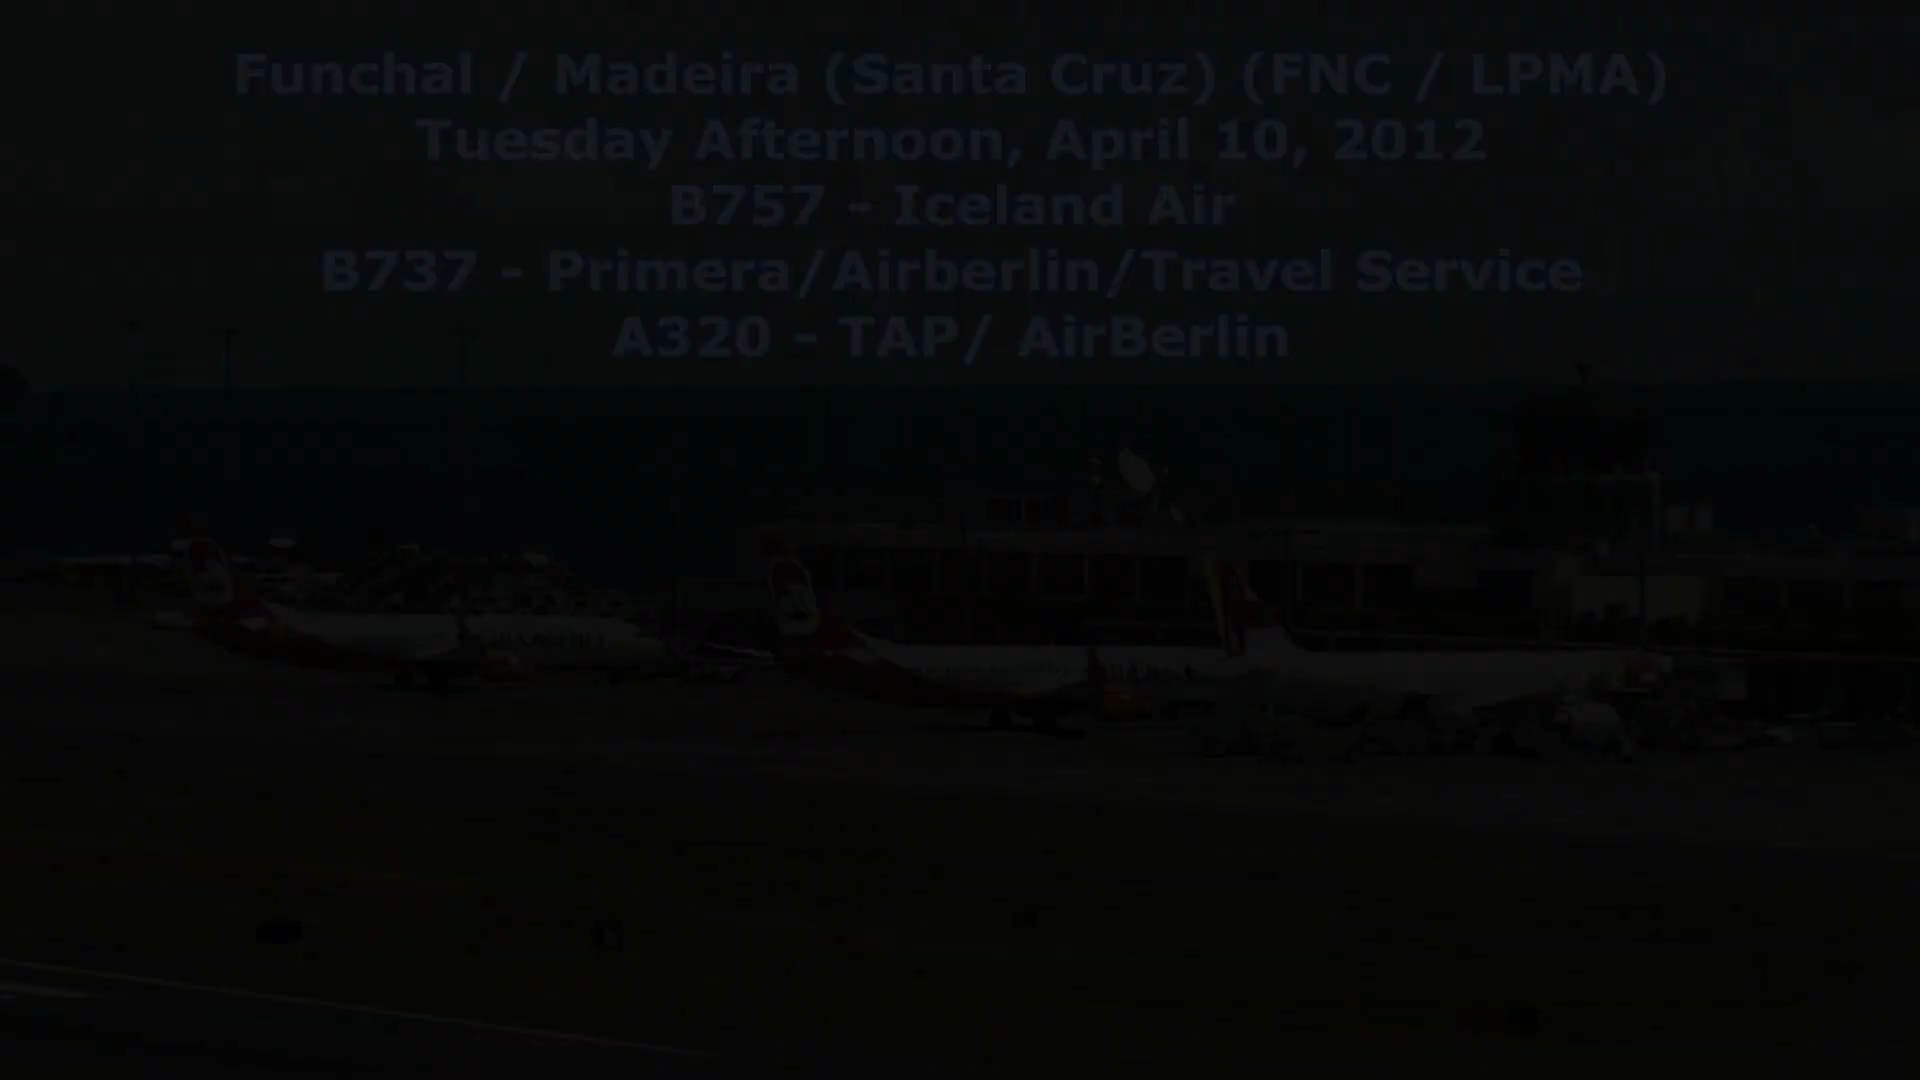 Funchal / Madeira (Santa Cruz) (FNC / LPMA)
Tuesday Afternoon, April 10, 2012
B757 - Iceland Air
B737 - Primera/Airberlin/Travel Service
A320 - TAP/ AirBerlin